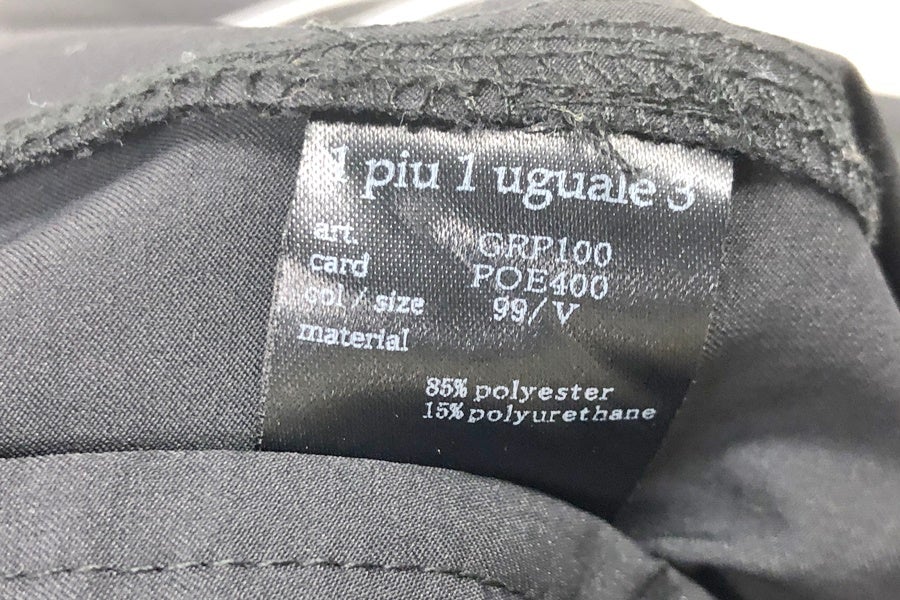 1 piu 1 uguale 3
art. GRP100
card POE400
col / size 99/V
material
85% polyester
15% polyurethane